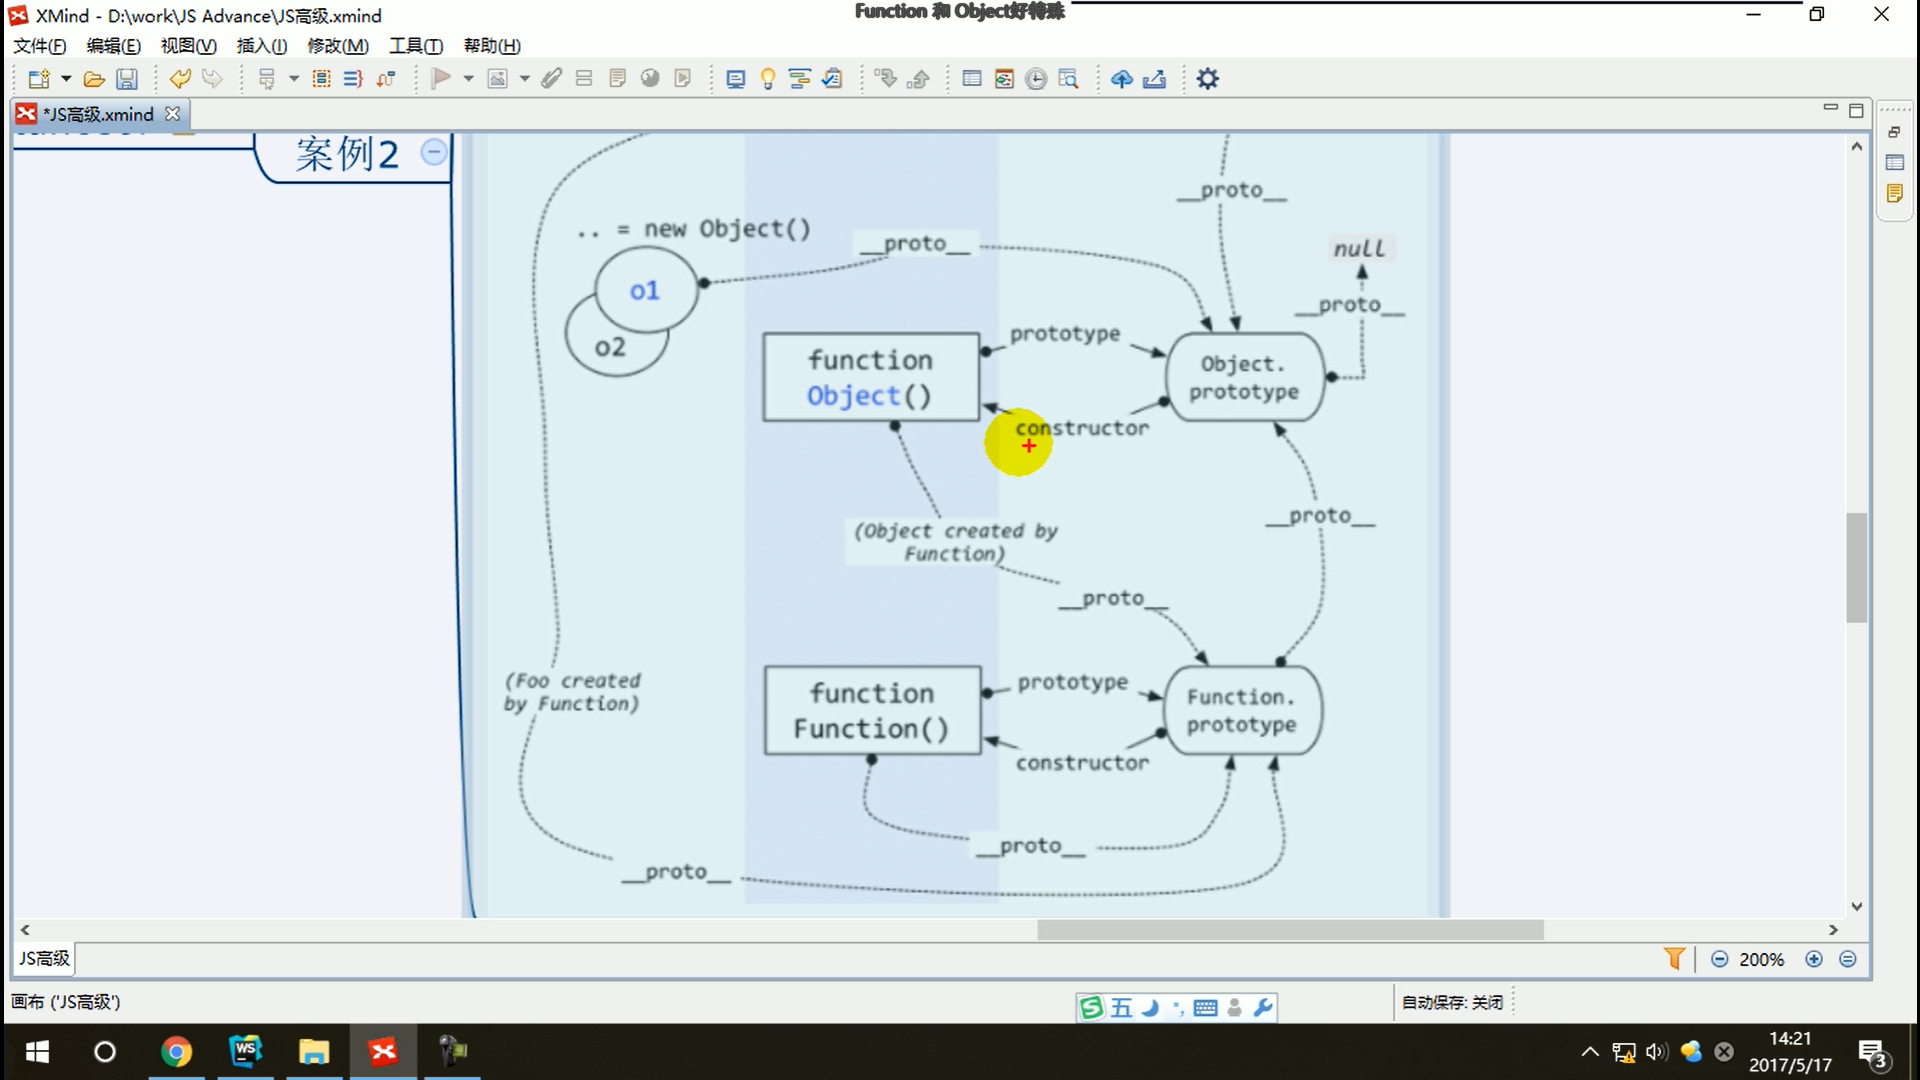 XMind - D:\work\JS Advance\JS高级.xmind
Function 和 Object好特殊
文件(F) 编辑(E) 视图(V) 插入(I) 修改(M) 工具(T) 帮助(H)
*JS高级.xmind
案例2
__proto__
.. = new Object()
__proto__
null
o1
__proto__
o2
prototype
function
Object()
Object.
prototype
constructor
__proto__
(Object created by
Function)
__proto__
(Foo created
by Function)
prototype
function
Function()
Function.
prototype
constructor
__proto__
__proto__
JS高级
200%
画布 ('JS高级')
五
自动保存: 关闭
WS
14:21
2017/5/17
3